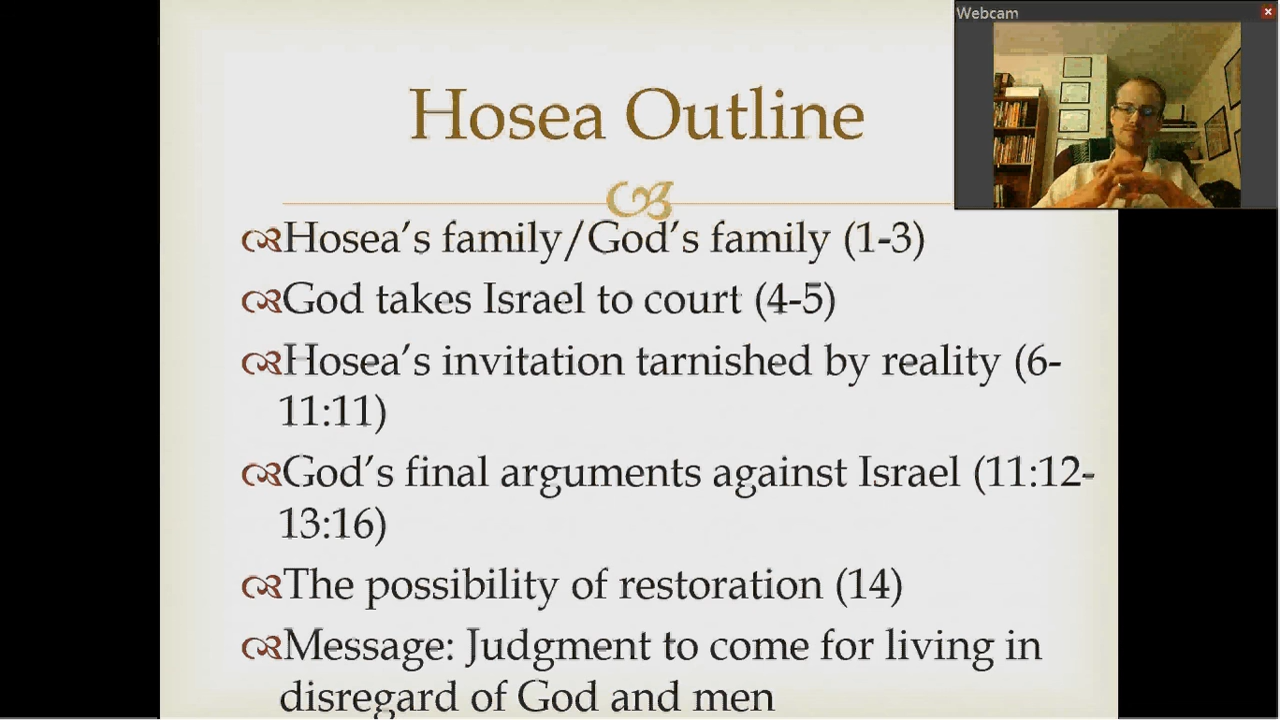 Webcam
Hosea Outline
Hosea’s family/God’s family (1-3)
God takes Israel to court (4-5)
Hosea’s invitation tarnished by reality (6-
11:11)
God’s final arguments against Israel (11:12-
13:16)
The possibility of restoration (14)
Message: Judgment to come for living in
disregard of God and men